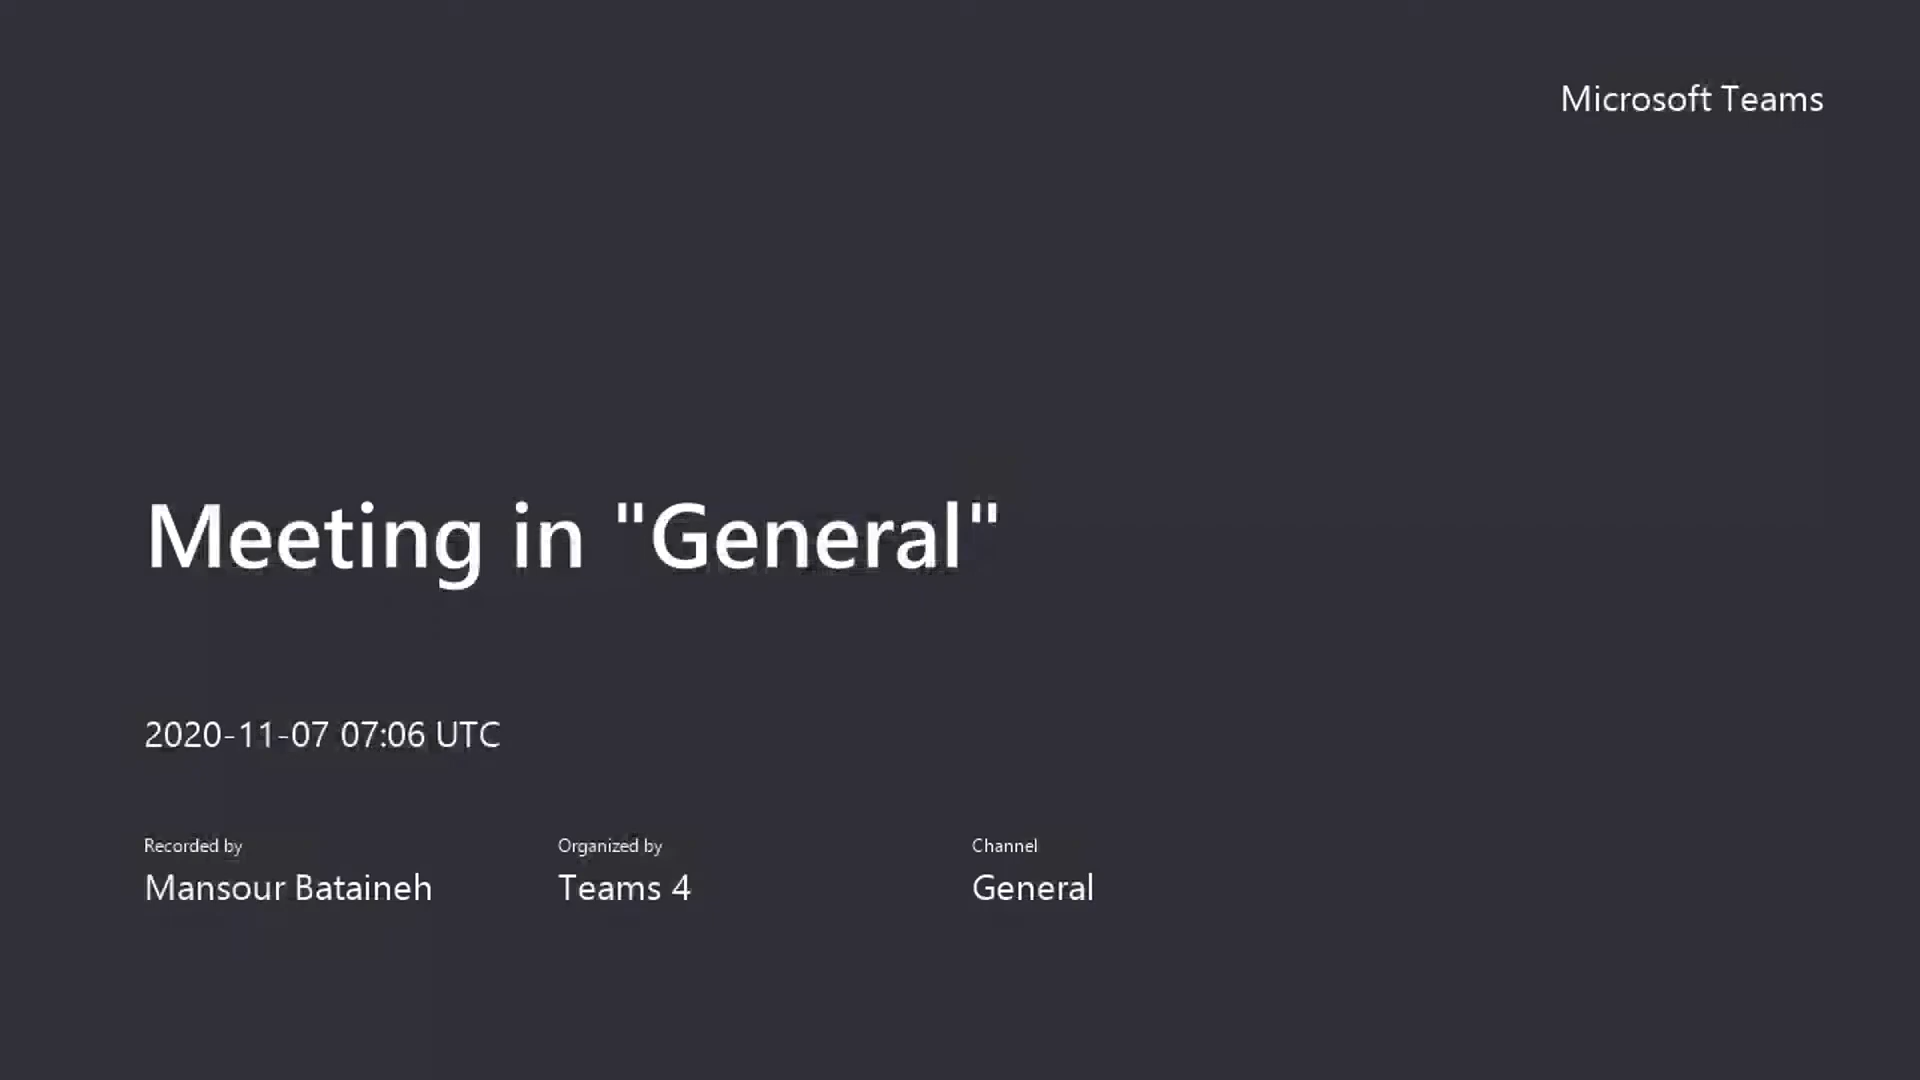 Microsoft Teams
Meeting in "General"
2020-11-07 07:06 UTC
Recorded by
Mansour Bataineh
Organized by
Teams 4
Channel
General